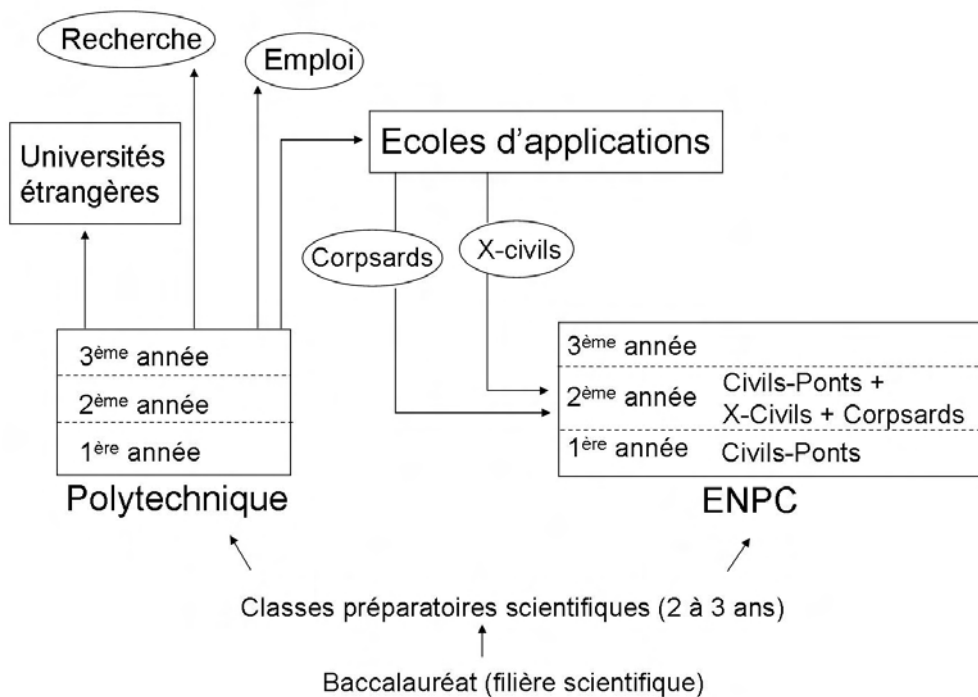 Recherche
Emploi
Ecoles d'applications
Universités
étrangères
Corpsards
X-civils
3ème année
2ème année
1ère année
Polytechnique
3ème année
2ème année Civils-Ponts +
X-Civils + Corpsards
1ère année Civils-Ponts
ENPC
Classes préparatoires scientifiques (2 à 3 ans)
Baccalauréat (filière scientifique)